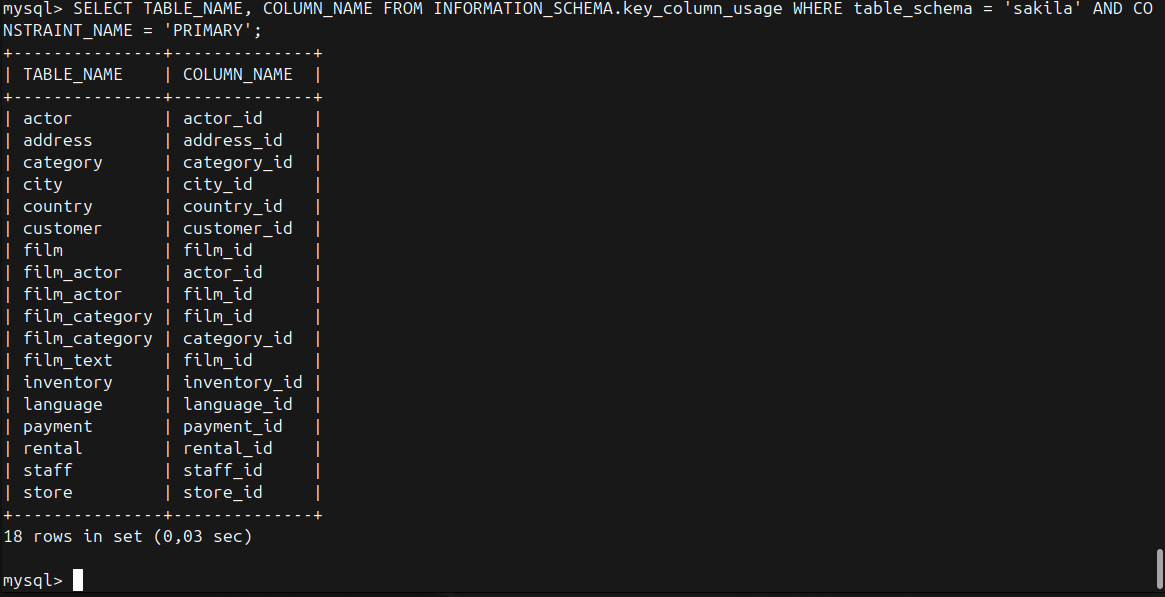 mysql> SELECT TABLE_NAME, COLUMN_NAME FROM INFORMATION_SCHEMA.key_column_usage WHERE table_schema = 'sakila' AND CO
NSTRAINT_NAME = 'PRIMARY';
+---------------+--------------+
| TABLE_NAME    | COLUMN_NAME  |
+---------------+--------------+
| actor         | actor_id     |
| address       | address_id   |
| category      | category_id  |
| city          | city_id      |
| country       | country_id   |
| customer      | customer_id  |
| film          | film_id      |
| film_actor    | actor_id     |
| film_actor    | film_id      |
| film_category | film_id      |
| film_category | category_id  |
| film_text     | film_id      |
| inventory     | inventory_id |
| language      | language_id  |
| payment       | payment_id   |
| rental        | rental_id    |
| staff         | staff_id     |
| store         | store_id     |
+---------------+--------------+
18 rows in set (0,03 sec)
mysql>